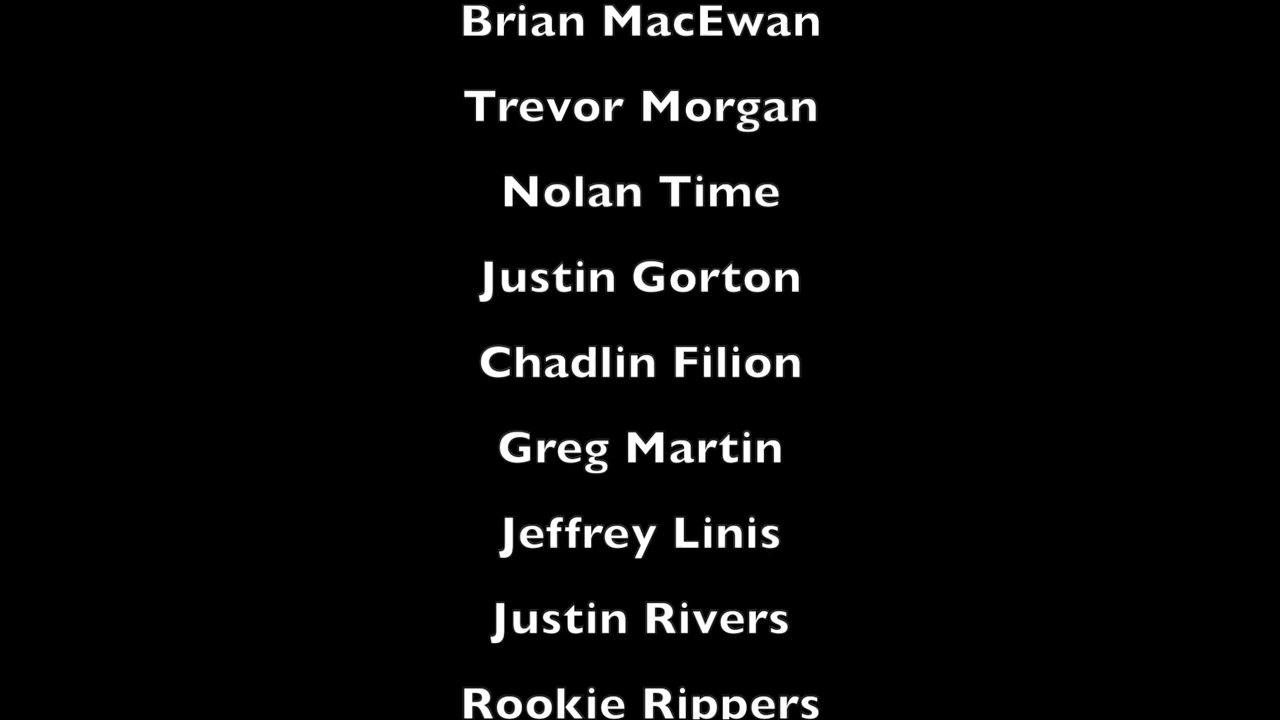 Brian MacEwan
Trevor Morgan
Nolan Time
Justin Gorton
Chadlin Filion
Greg Martin
Jeffrey Linis
Justin Rivers
Rookie Rippers